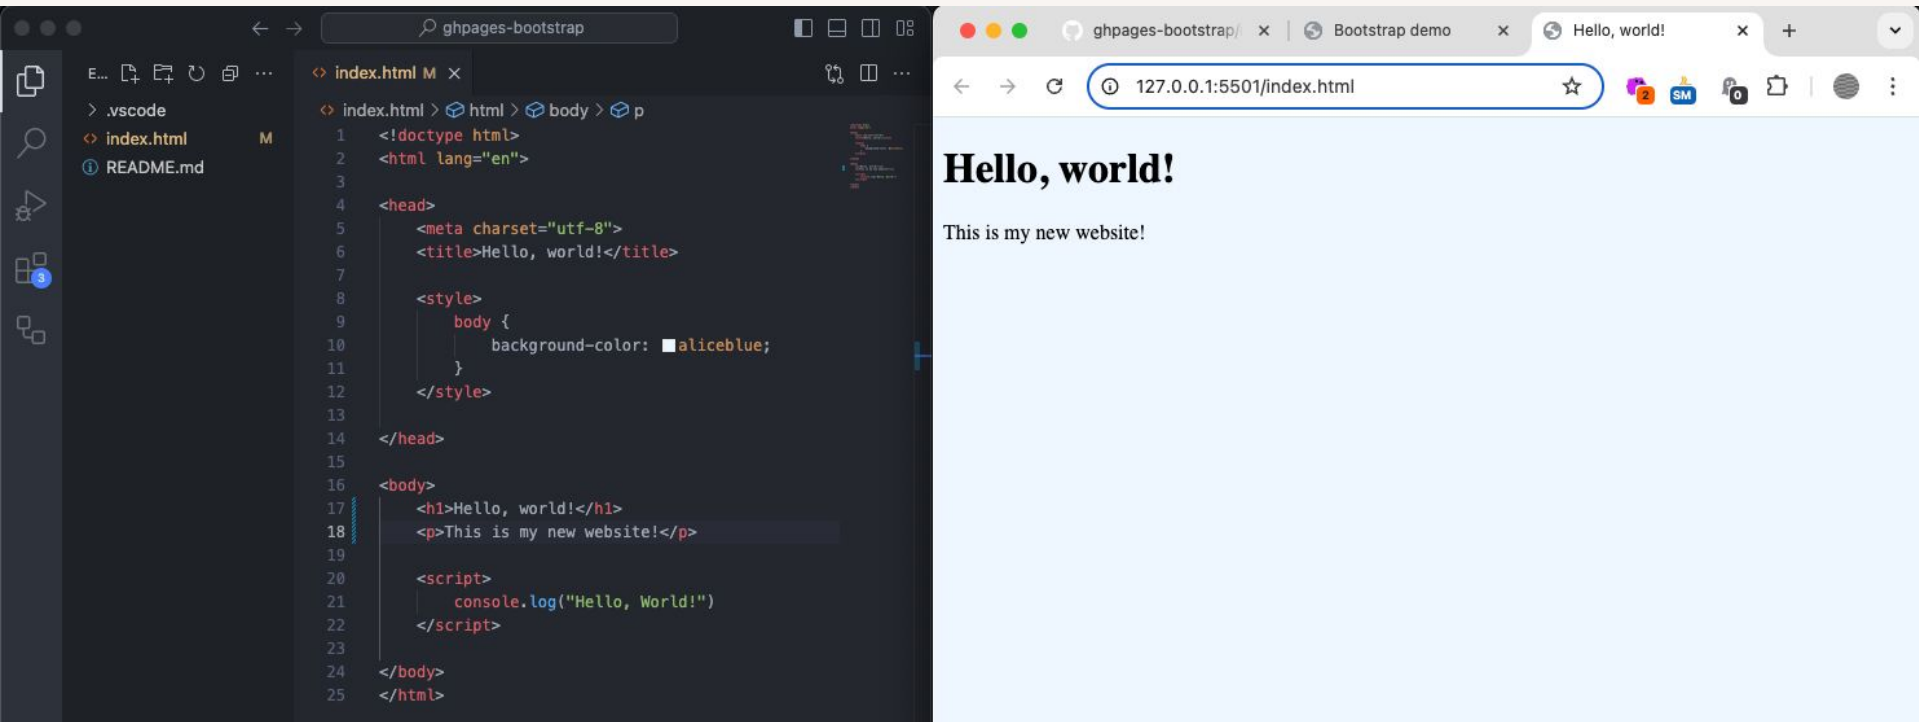 ghpages-bootstrap
E...
index.html M
.vscode
index.html M
README.md
3
index.html > html > body > p
1 <!doctype html>
2 <html lang="en">
3
4 <head>
5 <meta charset="utf-8">
6 <title>Hello, world!</title>
7
8 <style>
9 body {
10 background-color: aliceblue;
11 }
12 </style>
13
14 </head>
15
16 <body>
17 <h1>Hello, world!</h1>
18 <p>This is my new website!</p>
19
20 <script>
21 console.log("Hello, World!")
22 </script>
23
24 </body>
25 </html>
ghpages-bootstrap/ Bootstrap demo Hello, world!
127.0.0.1:5501/index.html 2 SM 0
Hello, world!
This is my new website!